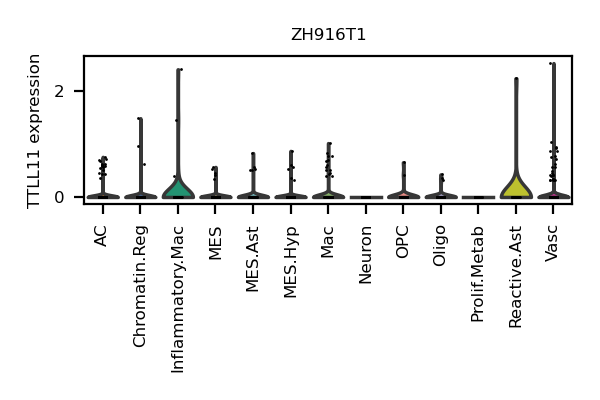 ZH916T1
TTLL11 expression
2
0
AC
Chromatin.Reg
Inflammatory.Mac
MES
MES.Ast
MES.Hyp
Mac
Neuron
OPC
Oligo
Prolif.Metab
Reactive.Ast
Vasc